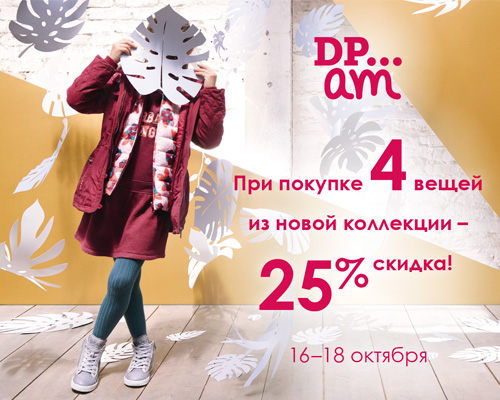 DP...
am
При покупке 4 вещей
из новой коллекции –
25% скидка!
16–18 октября